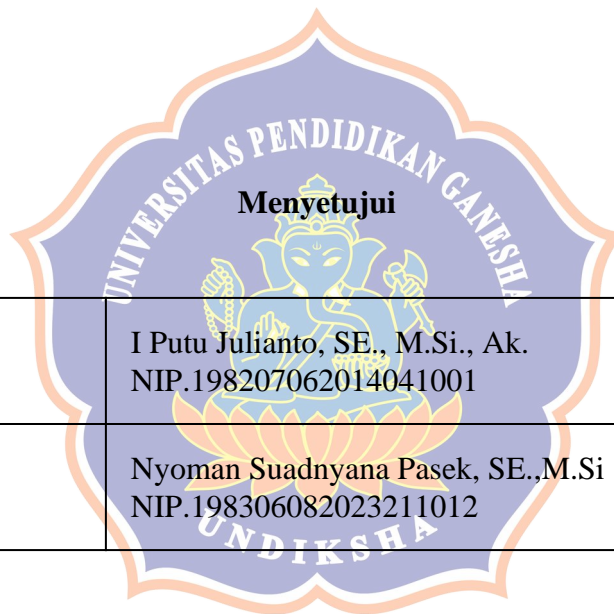 UNIVERSITAS PENDIDIKAN GANESHA
Menyetujui
I Putu Julianto, SE., M.Si., Ak.
NIP.198207062014041001
Nyoman Suadnyana Pasek, SE.,M.Si
NIP.198306082023211012
UNDIKSHA